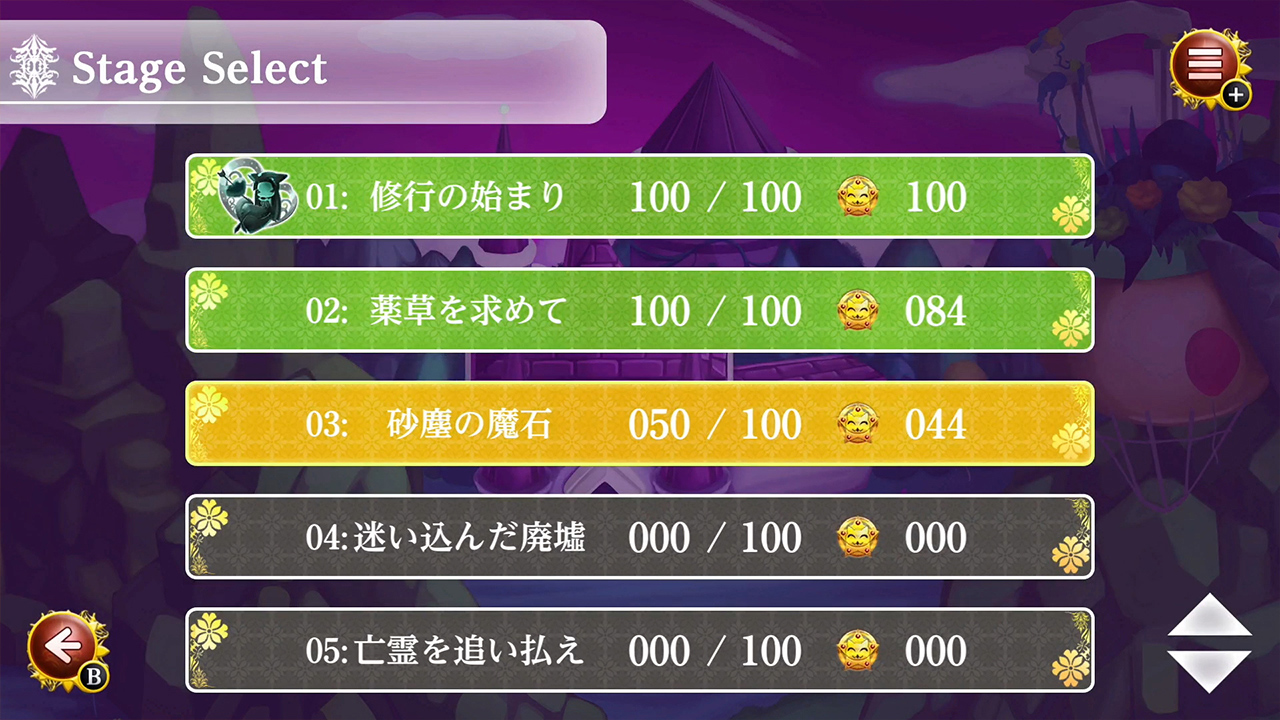 Stage Select
+
01: 修行の始まり 100 / 100 100
02: 薬草を求めて 100 / 100 084
03: 砂塵の魔石 050 / 100 044
04:迷い込んだ廃墟 000 / 100 000
05:亡霊を追い払え 000 / 100 000
B